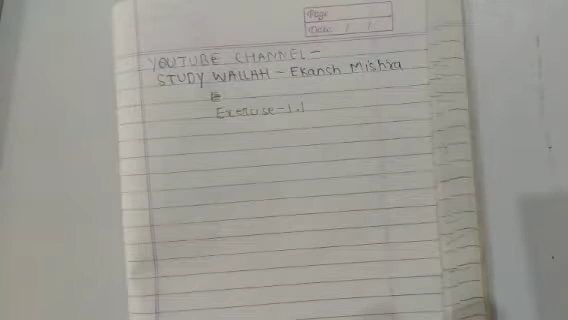 Page
Date / /
YOUTUBE CHANNEL-
STUDY WALLAH - Ekansh Mishra
Exercise-1.1